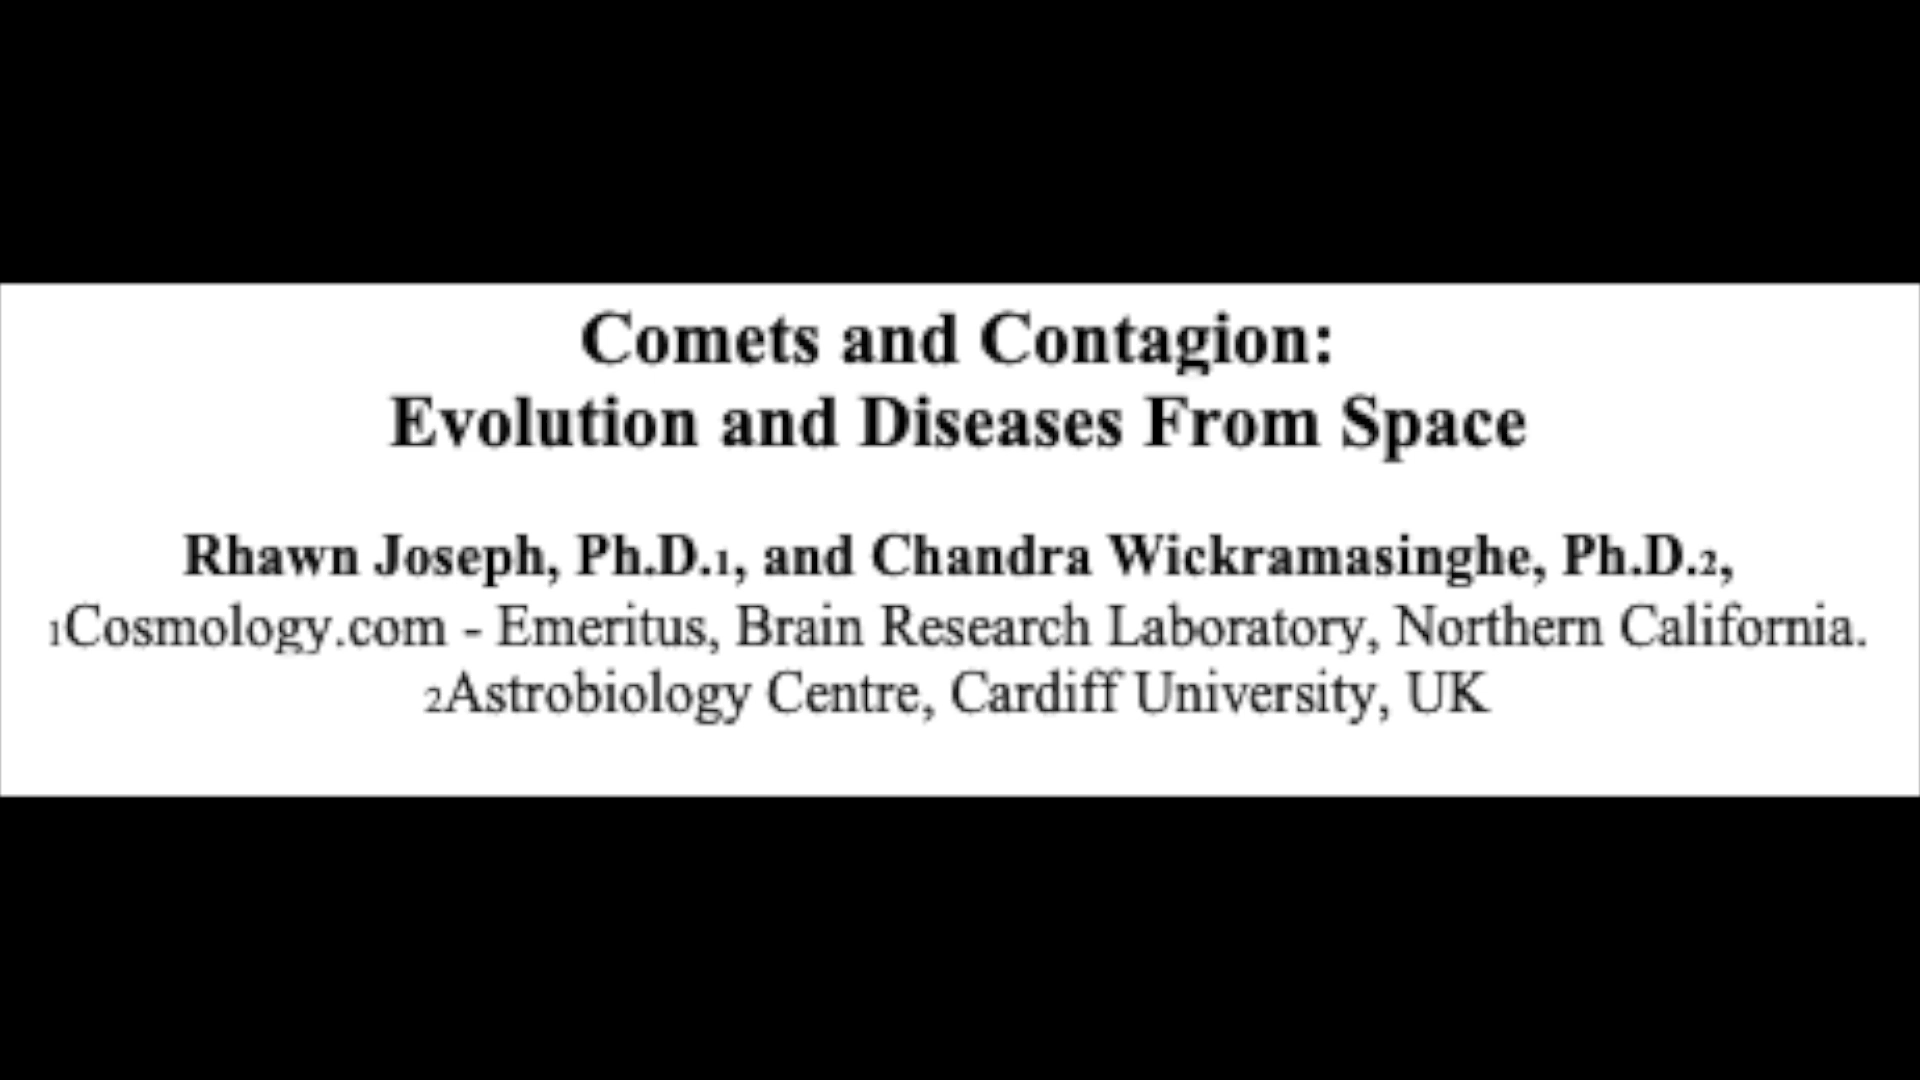 Comets and Contagion:
Evolution and Diseases From Space
Rhawn Joseph, Ph.D.1, and Chandra Wickramasinghe, Ph.D.2,
1Cosmology.com - Emeritus, Brain Research Laboratory, Northern California.
2Astrobiology Centre, Cardiff University, UK